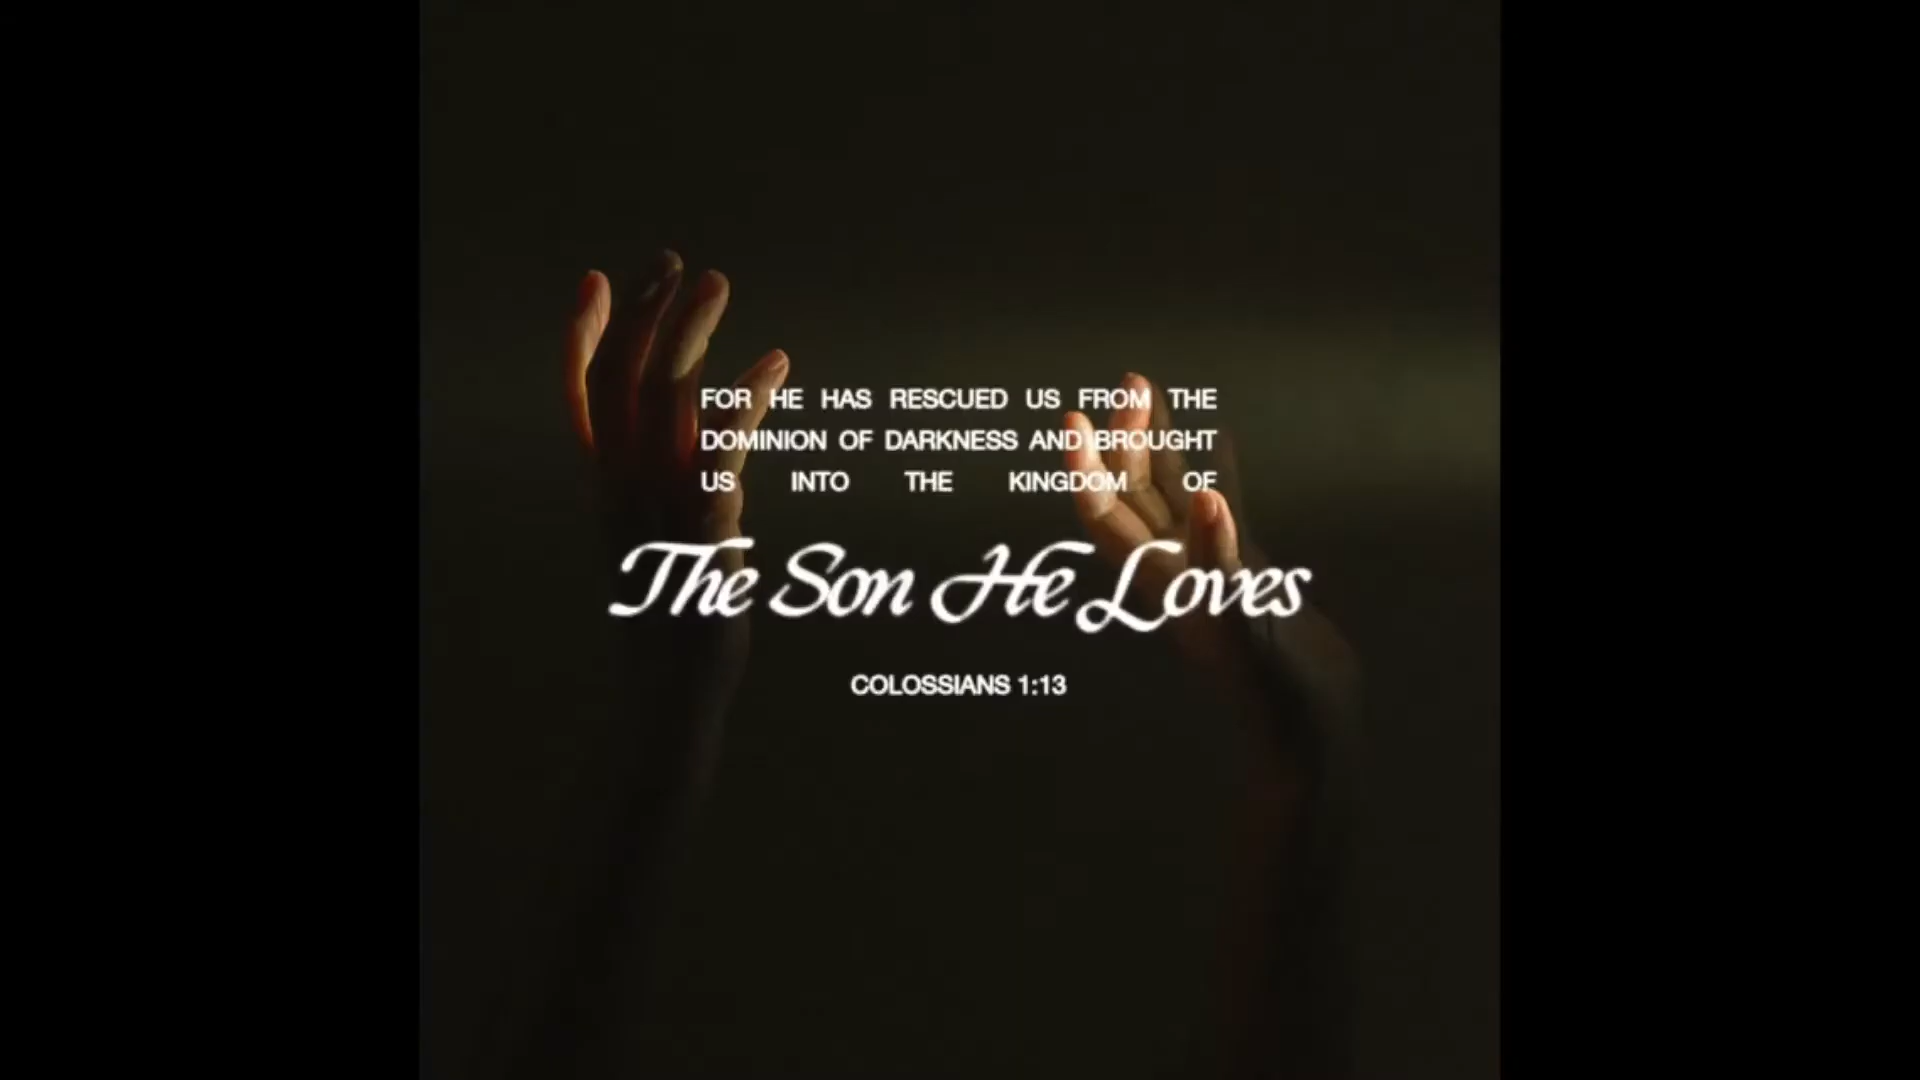 FOR HE HAS RESCUED US FROM THE
DOMINION OF DARKNESS AND BROUGHT
US INTO THE KINGDOM OF
The Son He Loves
COLOSSIANS 1:13